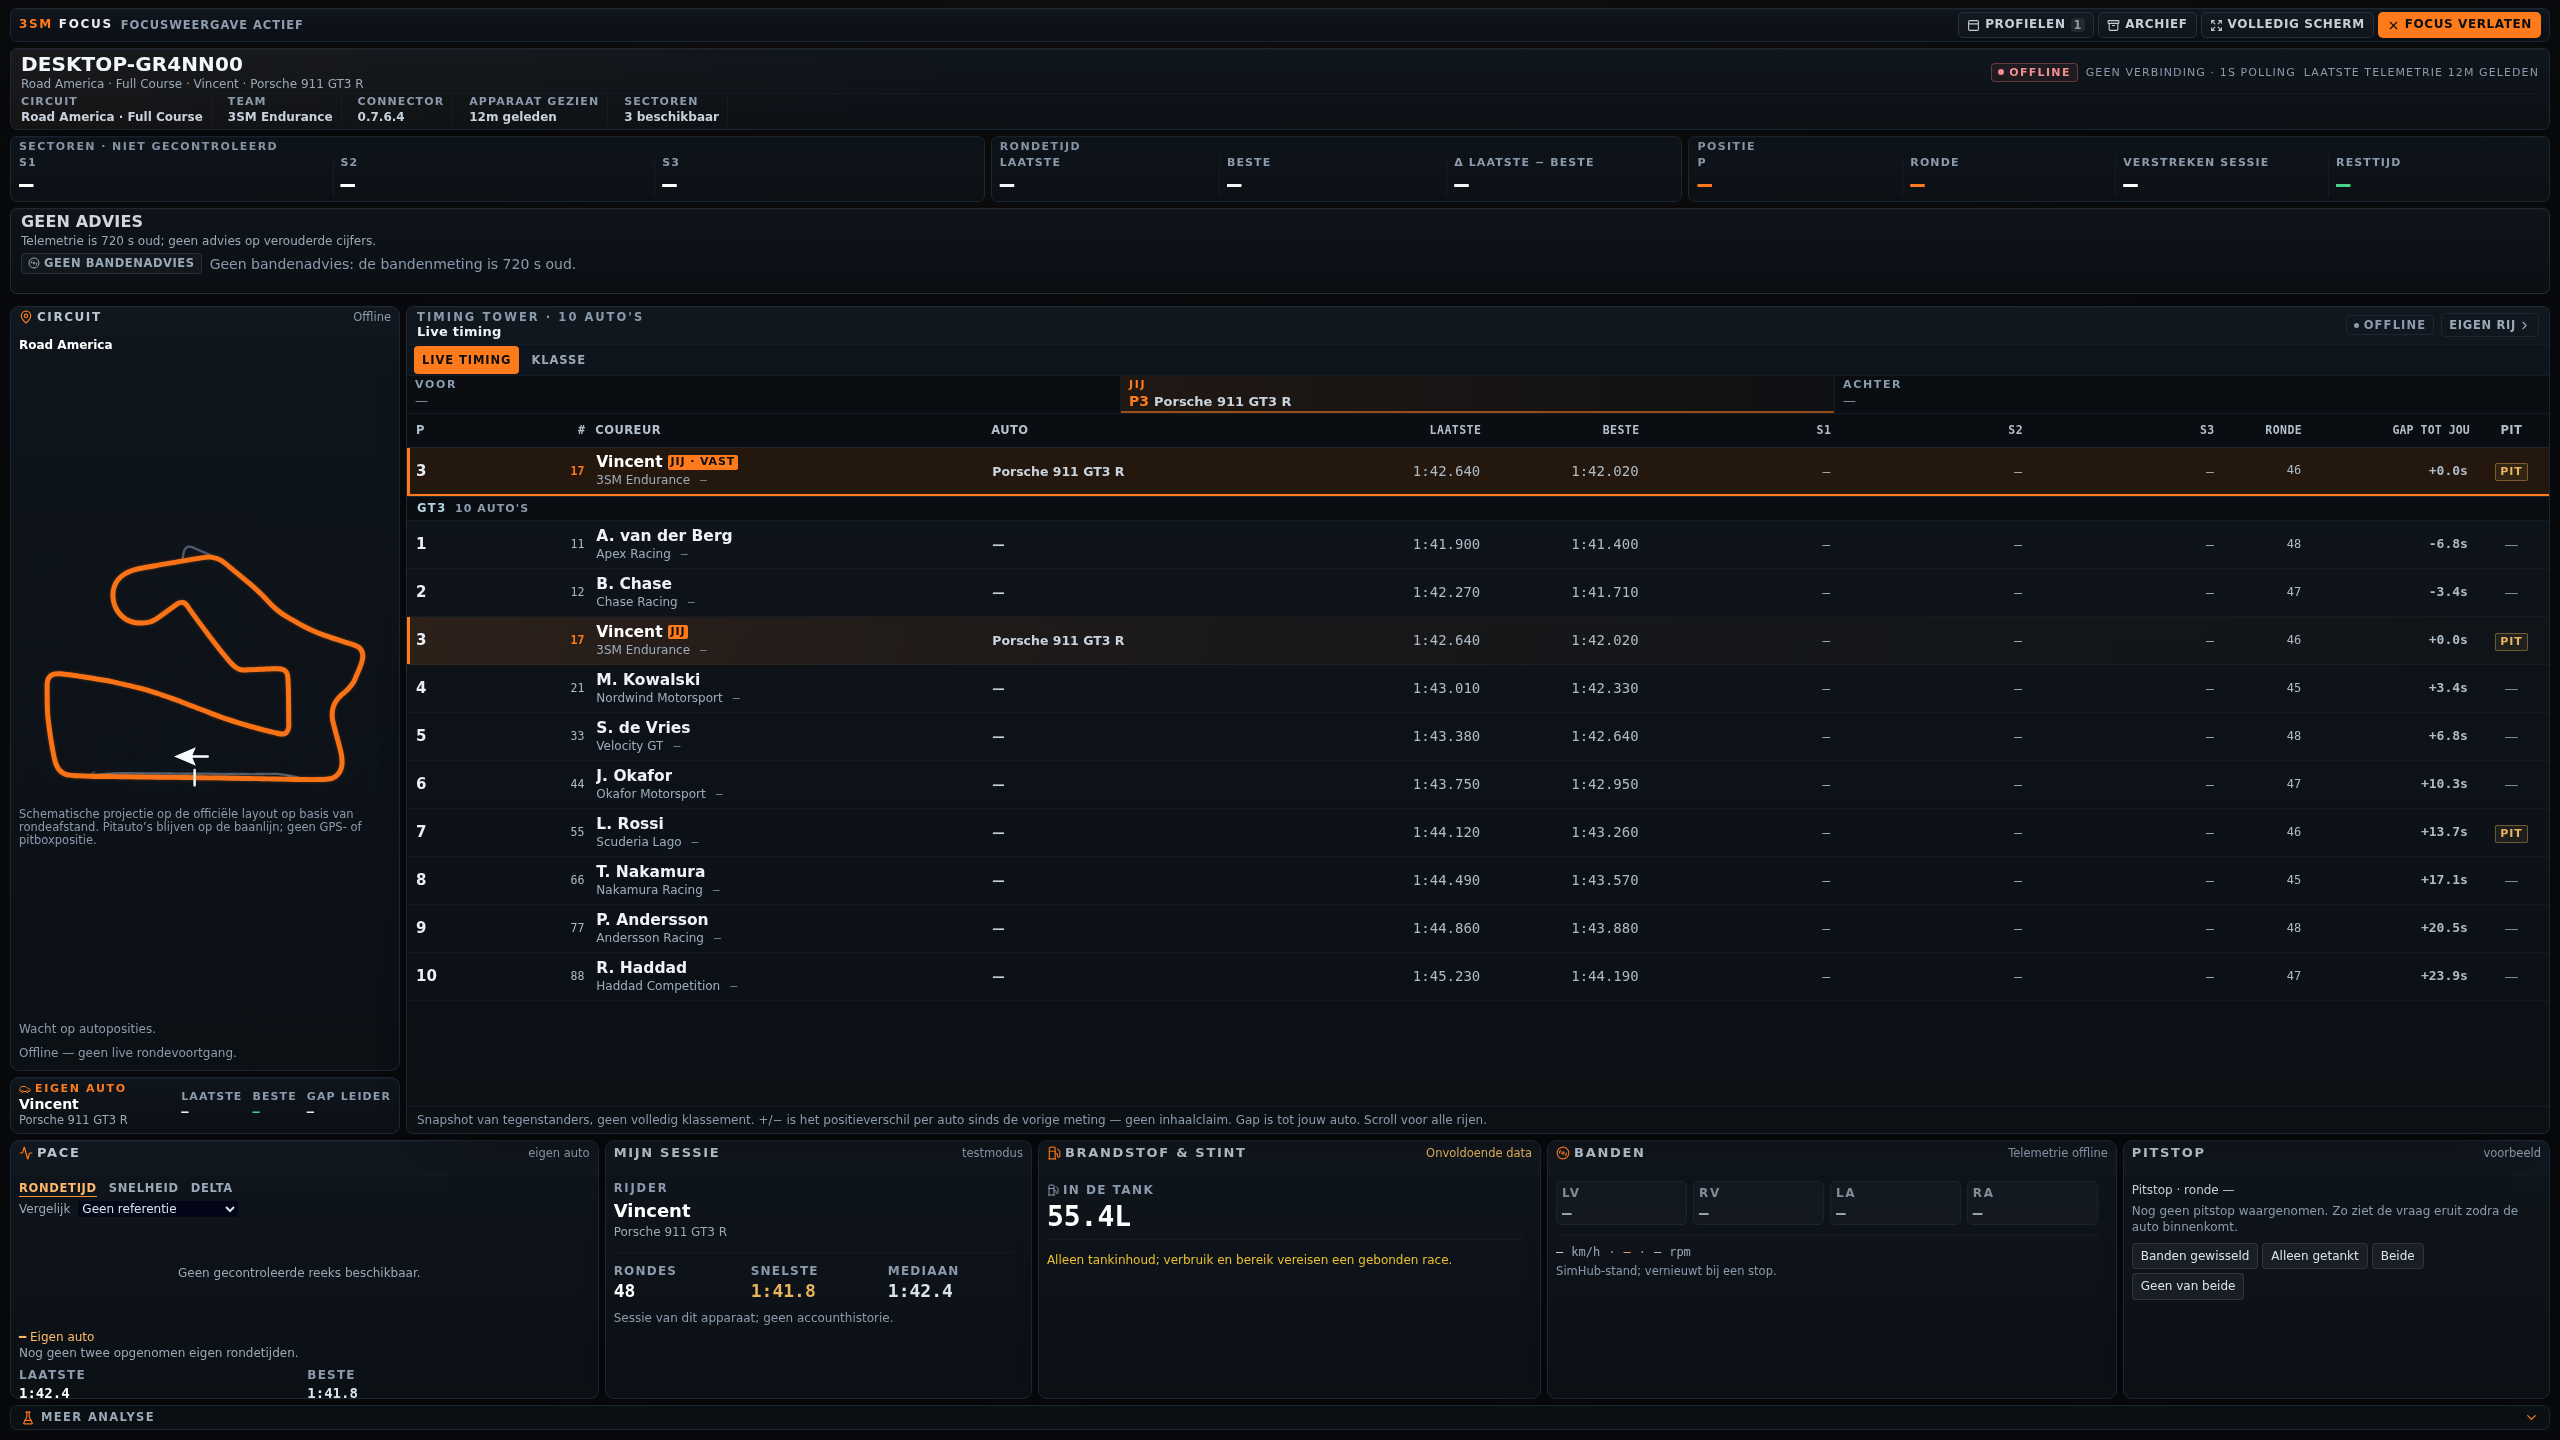 3SM FOCUS FOCUSWEERGAVE ACTIEF
PROFIELEN 1 ARCHIEF VOLLEDIG SCHERM FOCUS VERLATEN
DESKTOP-GR4NN00
Road America · Full Course · Vincent · Porsche 911 GT3 R
OFFLINE GEEN VERBINDING · 1S POLLING LAATSTE TELEMETRIE 12M GELEDEN
CIRCUIT TEAM CONNECTOR APPARAAT GEZIEN SECTOREN
Road America · Full Course 3SM Endurance 0.7.6.4 12m geleden 3 beschikbaar
SECTOREN · NIET GECONTROLEERD
S1 S2 S3
— — —
RONDETIJD
LAATSTE BESTE Δ LAATSTE − BESTE
— — —
POSITIE
P RONDE VERSTREKEN SESSIE RESTTIJD
— — — —
GEEN ADVIES
Telemetrie is 720 s oud; geen advies op verouderde cijfers.
GEEN BANDENADVIES Geen bandenadvies: de bandenmeting is 720 s oud.
CIRCUIT Offline
Road America
Schematische projectie op de officiële layout op basis van
rondeafstand. Pitauto’s blijven op de baanlijn; geen GPS- of
pitboxpositie.
Wacht op autoposities.
Offline — geen live rondevoortgang.
EIGEN AUTO
Vincent
Porsche 911 GT3 R
LAATSTE BESTE GAP LEIDER
— — —
TIMING TOWER · 10 AUTO'S
Live timing
OFFLINE EIGEN RIJ
LIVE TIMING KLASSE
VOOR
—
JIJ
P3 Porsche 911 GT3 R
ACHTER
—
P # COUREUR AUTO LAATSTE BESTE S1 S2 S3 RONDE GAP TOT JOU PIT
3 17 Vincent JIJ · VAST Porsche 911 GT3 R 1:42.640 1:42.020 — — — 46 +0.0s PIT
3SM Endurance —
GT3 10 AUTO'S
1 11 A. van der Berg — 1:41.900 1:41.400 — — — 48 -6.8s —
Apex Racing —
2 12 B. Chase — 1:42.270 1:41.710 — — — 47 -3.4s —
Chase Racing —
3 17 Vincent JIJ Porsche 911 GT3 R 1:42.640 1:42.020 — — — 46 +0.0s PIT
3SM Endurance —
4 21 M. Kowalski — 1:43.010 1:42.330 — — — 45 +3.4s —
Nordwind Motorsport —
5 33 S. de Vries — 1:43.380 1:42.640 — — — 48 +6.8s —
Velocity GT —
6 44 J. Okafor — 1:43.750 1:42.950 — — — 47 +10.3s —
Okafor Motorsport —
7 55 L. Rossi — 1:44.120 1:43.260 — — — 46 +13.7s PIT
Scuderia Lago —
8 66 T. Nakamura — 1:44.490 1:43.570 — — — 45 +17.1s —
Nakamura Racing —
9 77 P. Andersson — 1:44.860 1:43.880 — — — 48 +20.5s —
Andersson Racing —
10 88 R. Haddad — 1:45.230 1:44.190 — — — 47 +23.9s —
Haddad Competition —
Snapshot van tegenstanders, geen volledig klassement. +/− is het positieverschil per auto sinds de vorige meting — geen inhaalclaim. Gap is tot jouw auto. Scroll voor alle rijen.
PACE eigen auto
RONDETIJD SNELHEID DELTA
Vergelijk Geen referentie
Geen gecontroleerde reeks beschikbaar.
Eigen auto
Nog geen twee opgenomen eigen rondetijden.
LAATSTE BESTE
1:42.4 1:41.8
MIJN SESSIE testmodus
RIJDER
Vincent
Porsche 911 GT3 R
RONDES SNELSTE MEDIAAN
48 1:41.8 1:42.4
Sessie van dit apparaat; geen accounthistorie.
BRANDSTOF & STINT Onvoldoende data
IN DE TANK
55.4L
Alleen tankinhoud; verbruik en bereik vereisen een gebonden race.
BANDEN Telemetrie offline
LV RV LA RA
— — — —
— km/h · — · — rpm
SimHub-stand; vernieuwt bij een stop.
PITSTOP voorbeeld
Pitstop · ronde —
Nog geen pitstop waargenomen. Zo ziet de vraag eruit zodra de
auto binnenkomt.
Banden gewisseld Alleen getankt Beide
Geen van beide
MEER ANALYSE